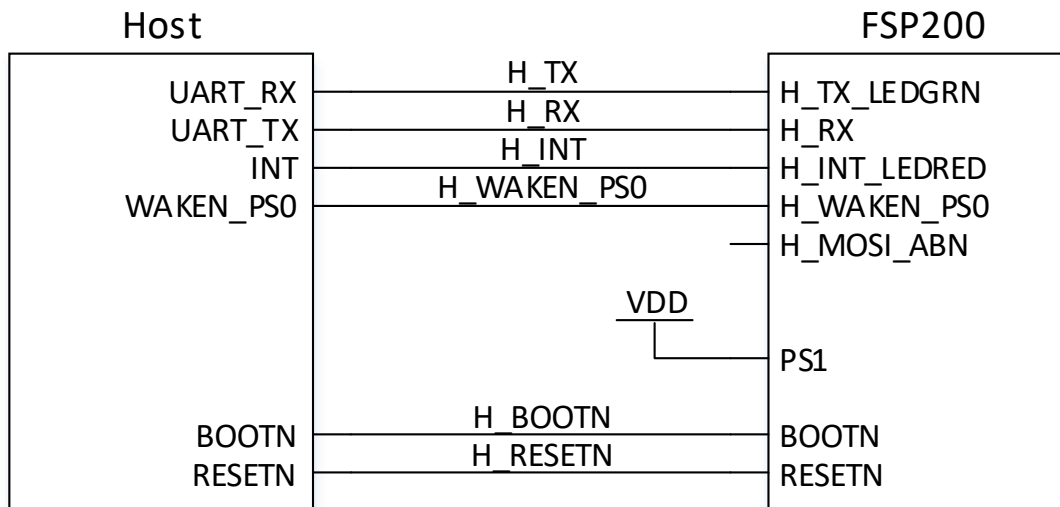 Host FSP200
UART_RX H_TX H_TX_LEDGRN
UART_TX H_RX H_RX
INT H_INT H_INT_LEDRED
WAKEN_PS0 H_WAKEN_PS0 H_WAKEN_PS0
H_MOSI_ABN
VDD
PS1
BOOTN H_BOOTN BOOTN
RESETN H_RESETN RESETN